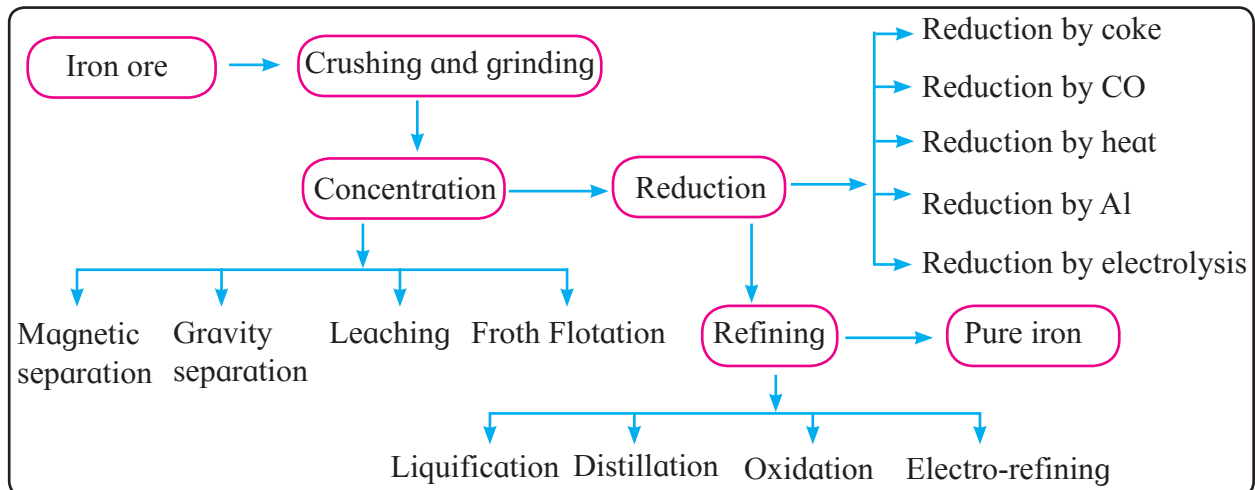 Iron ore
Crushing and grinding
Reduction by coke
Reduction by CO
Reduction by heat
Reduction by Al
Reduction by electrolysis
Concentration
Reduction
Magnetic
separation
Gravity
separation
Leaching
Froth Flotation
Refining
Pure iron
Liquification
Distillation
Oxidation
Electro-refining